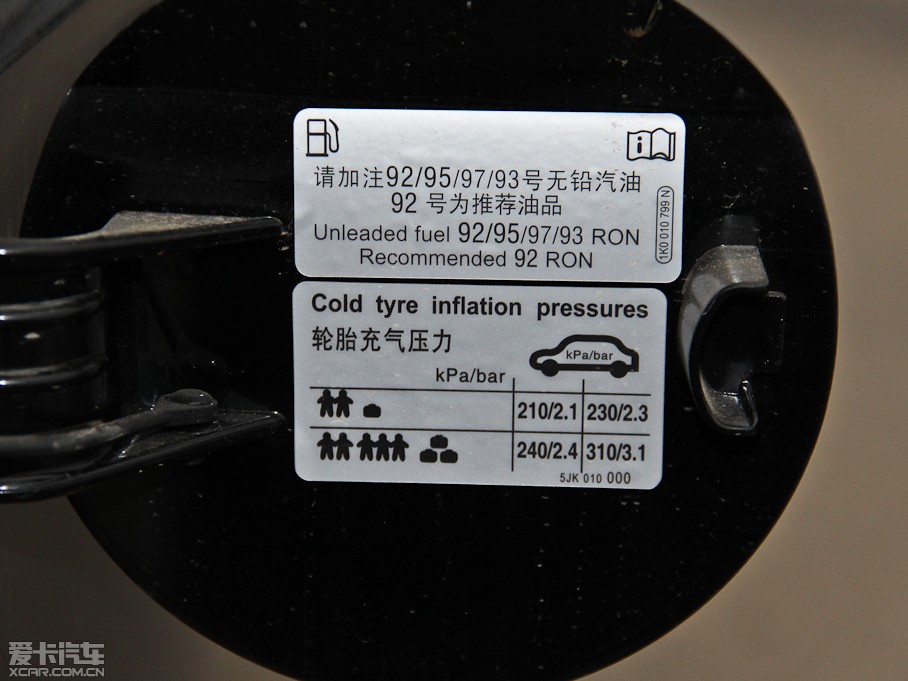 请加注92/95/97/93号无铅汽油
92 号为推荐油品
Unleaded fuel 92/95/97/93 RON
Recommended 92 RON
1K0 010 799 N
Cold tyre inflation pressures
轮胎充气压力
kPa/bar
kPa/bar
210/2.1 230/2.3
240/2.4 310/3.1
5JK 010 000
爱卡汽车
XCAR.COM.CN